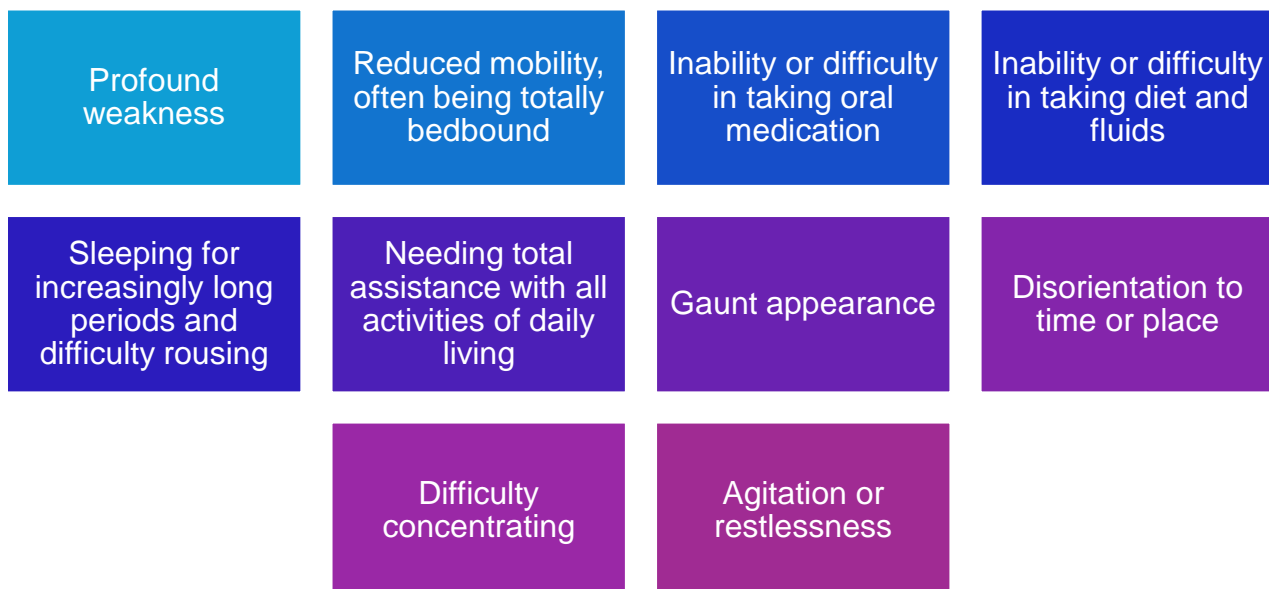 Profound
weakness
Reduced mobility,
often being totally
bedbound
Inability or difficulty
in taking oral
medication
Inability or difficulty
in taking diet and
fluids
Sleeping for
increasingly long
periods and
difficulty rousing
Needing total
assistance with all
activities of daily
living
Gaunt appearance
Disorientation to
time or place
Difficulty
concentrating
Agitation or
restlessness